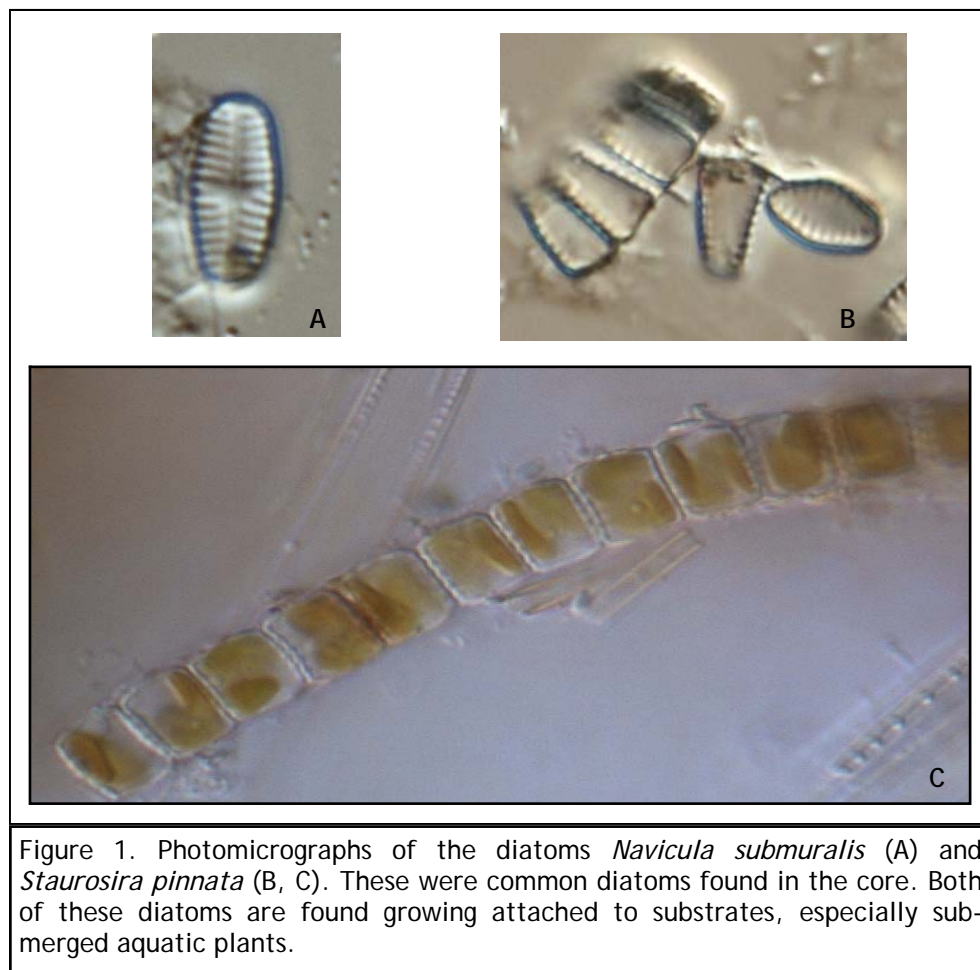 A
B
C
Figure 1. Photomicrographs of the diatoms Navicula submuralis (A) and
Staurosira pinnata (B, C). These were common diatoms found in the core. Both
of these diatoms are found growing attached to substrates, especially sub-
merged aquatic plants.